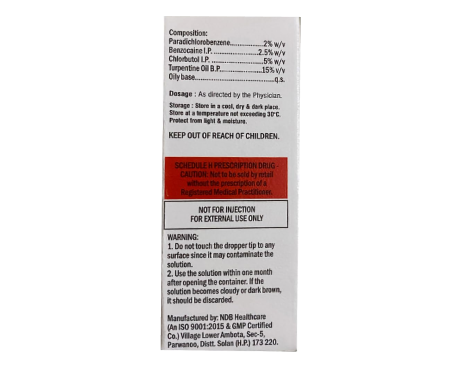 Composition:
Paradichlorobenzene..............2% w/v
Benzocaine I.P. ......................2.5% w/v
Chlorbutol I.P. ........................5% w/v
Turpentine Oil B.P....................15% v/v
Oily base..................................q.s.
Dosage : As directed by the Physician.
Storage : Store in a cool, dry & dark place.
Store at a temperature not exceeding 30°C.
Protect from light & moisture.
KEEP OUT OF REACH OF CHILDREN.
SCHEDULE H PRESCRIPTION DRUG -
CAUTION: Not to be sold by retail
without the prescription of a
Registered Medical Practitioner.
NOT FOR INJECTION
FOR EXTERNAL USE ONLY
WARNING:
1. Do not touch the dropper tip to any
surface since it may contaminate the
solution.
2. Use the solution within one month
after opening the container. If the
solution becomes cloudy or dark brown,
it should be discarded.
Manufactured by: NDB Healthcare
(An ISO 9001:2015 & GMP Certified
Co.) Village Lower Ambota, Sec-5,
Parwanoo, Distt. Solan (H.P.) 173 220.